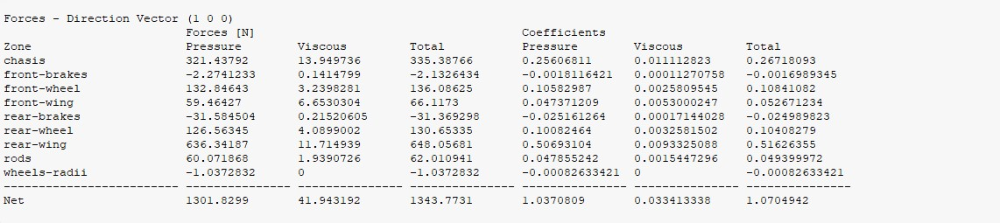 Forces - Direction Vector (1 0 0)
Forces [N] Coefficients
Zone Pressure Viscous Total Pressure Viscous Total
chasis 321.43792 13.949736 335.38766 0.25606811 0.011112823 0.26718093
front-brakes -2.2741233 0.1414799 -2.1326434 -0.0018116421 0.00011270758 -0.0016989345
front-wheel 132.84643 3.2398281 136.08625 0.10582987 0.0025809545 0.10841082
front-wing 59.46427 6.6530304 66.1173 0.047371209 0.0053000247 0.052671234
rear-brakes -31.584504 0.21520605 -31.369298 -0.025161264 0.00017144028 -0.024989823
rear-wheel 126.56345 4.0899002 130.65335 0.10082464 0.0032581502 0.10408279
rear-wing 636.34187 11.714939 648.05681 0.50693104 0.0093325088 0.51626355
rods 60.071868 1.9390726 62.010941 0.047855242 0.0015447296 0.049399972
wheels-radii -1.0372832 0 -1.0372832 -0.00082633421 0 -0.00082633421
------------------------- --------------- --------------- --------------- --------------- --------------- ---------------
Net 1301.8299 41.943192 1343.7731 1.0370809 0.033413338 1.0704942